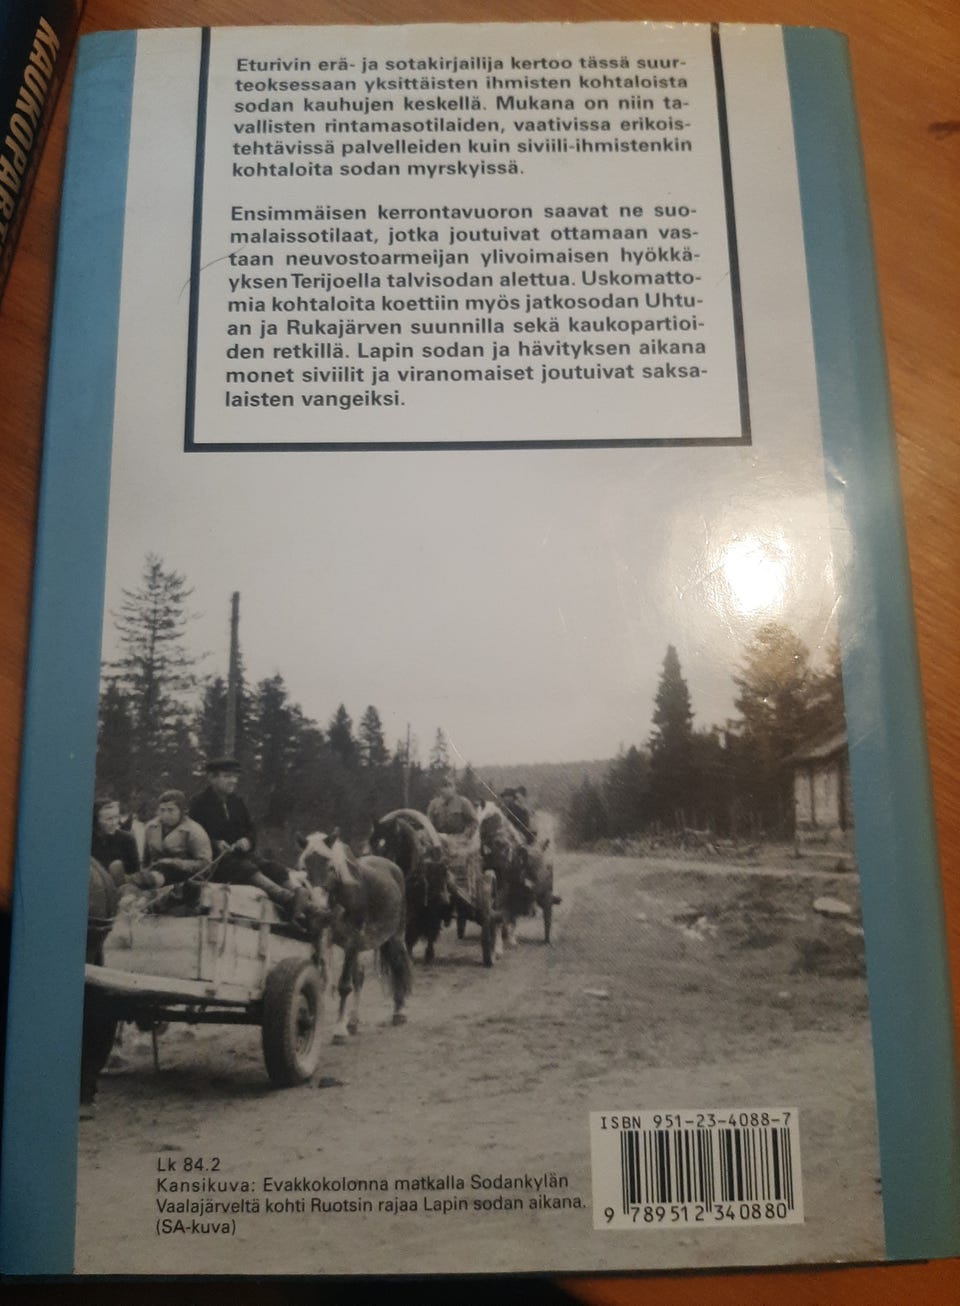 KAUKOPART
Eturivin erä- ja sotakirjailija kertoo tässä suur-
teoksessaan yksittäisten ihmisten kohtaloista
sodan kauhujen keskellä. Mukana on niin ta-
vallisten rintamasotilaiden, vaativissa erikois-
tehtävissä palvelleiden kuin siviili-ihmistenkin
kohtaloita sodan myrskyissä.
Ensimmäisen kerrontavuoron saavat ne suo-
malaissotilaat, jotka joutuivat ottamaan vas-
taan neuvostoarmeijan ylivoimaisen hyökkä-
yksen Terijoella talvisodan alettua. Uskomatto-
mia kohtaloita koettiin myös jatkosodan Uhtu-
an ja Rukajärven suunnilla sekä kaukopartioi-
den retkillä. Lapin sodan ja hävityksen aikana
monet siviilit ja viranomaiset joutuivat saksa-
laisten vangeiksi.
Lk 84.2
Kansikuva: Evakkokolonna matkalla Sodankylän
Vaalajärveltä kohti Ruotsin rajaa Lapin sodan aikana.
(SA-kuva)
ISBN 951-23-4088-7
9 789512 340880